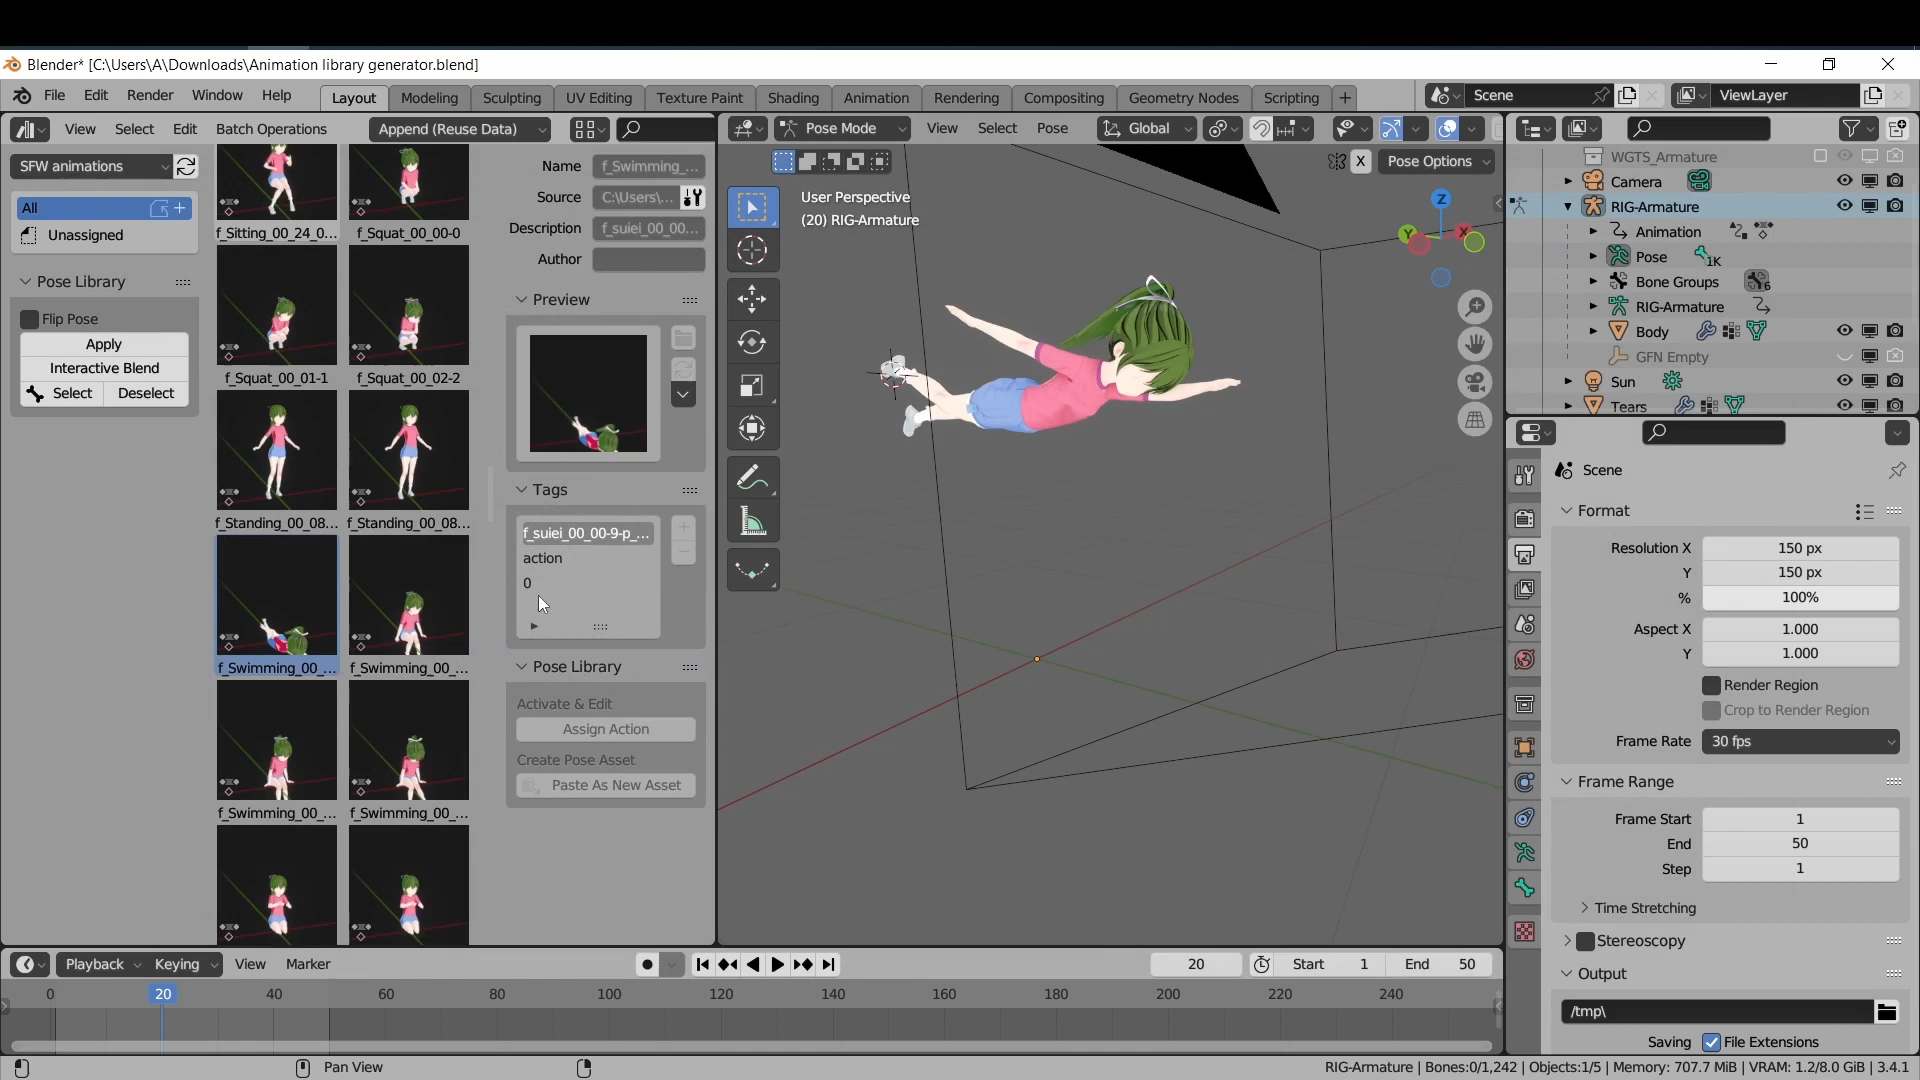 Blender* [C:\Users\A\Downloads\Animation library generator.blend]
File Edit Render Window Help Layout Modeling Sculpting UV Editing Texture Paint Shading Animation Rendering Compositing Geometry Nodes Scripting + Scene ViewLayer
View Select Edit Batch Operations Append (Reuse Data)
SFW animations
All
Unassigned
Pose Library
Flip Pose
Apply
Interactive Blend
Select Deselect
f_Sitting_00_24_0... f_Squat_00_00-0
f_Squat_00_01-1 f_Squat_00_02-2
f_Standing_00_08... f_Standing_00_08...
f_Swimming_00_... f_Swimming_00_...
f_Swimming_00_... f_Swimming_00_...
Name f_Swimming_...
Source C:\Users\...
Description f_suiei_00_00...
Author
Preview
Tags
f_suiei_00_00-9-p_...
action
0
Pose Library
Activate & Edit
Assign Action
Create Pose Asset
Paste As New Asset
Pose Mode View Select Pose Global
X Pose Options
User Perspective
(20) RIG-Armature
Z
Y
X
WGTS_Armature
Camera
RIG-Armature
Animation
Pose 1K
Bone Groups 6
RIG-Armature
Body
GFN Empty
Sun
Tears
Scene
Format
Resolution X 150 px
Y 150 px
% 100%
Aspect X 1.000
Y 1.000
Render Region
Crop to Render Region
Frame Rate 30 fps
Frame Range
Frame Start 1
End 50
Step 1
Time Stretching
Stereoscopy
Output
/tmp\
Saving File Extensions
Playback Keying View Marker 20 Start 1 End 50
0 20 40 60 80 100 120 140 160 180 200 220 240
Pan View
RIG-Armature | Bones:0/1,242 | Objects:1/5 | Memory: 707.7 MiB | VRAM: 1.2/8.0 GiB | 3.4.1